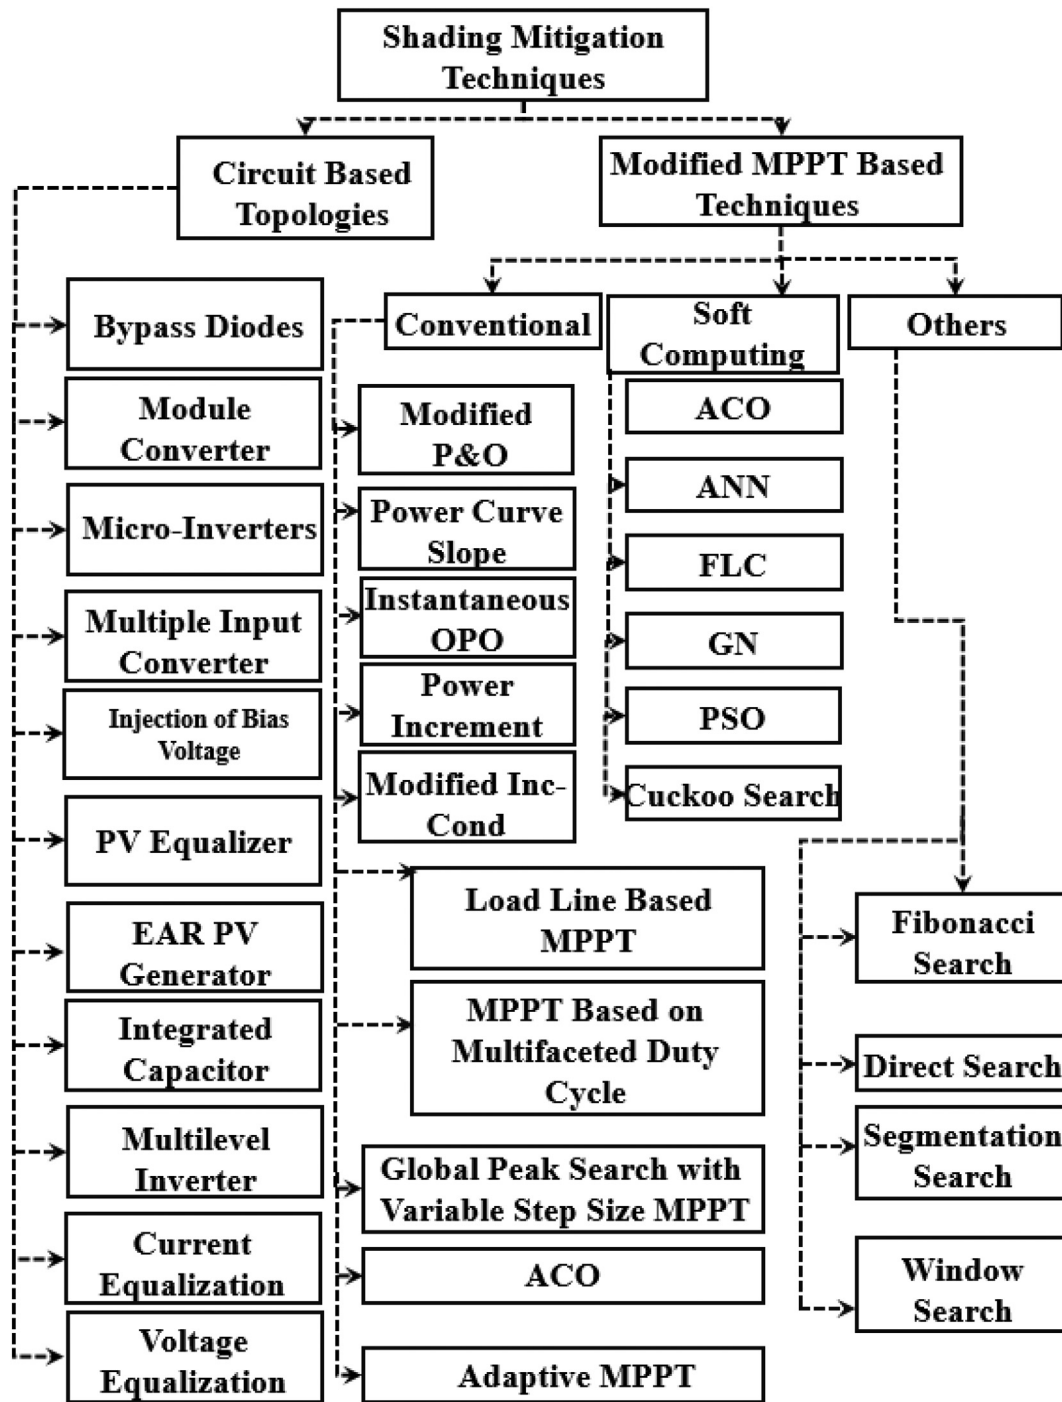 Shading Mitigation
Techniques
Circuit Based
Topologies
Modified MPPT Based
Techniques
Bypass Diodes
Module
Converter
Micro-Inverters
Multiple Input
Converter
Injection of Bias
Voltage
PV Equalizer
EAR PV
Generator
Integrated
Capacitor
Multilevel
Inverter
Current
Equalization
Voltage
Equalization
Conventional
Modified
P&O
Power Curve
Slope
Instantaneous
OPO
Power
Increment
Modified Inc-
Cond
Load Line Based
MPPT
MPPT Based on
Multifaceted Duty
Cycle
Global Peak Search with
Variable Step Size MPPT
ACO
Adaptive MPPT
Soft
Computing
ACO
ANN
FLC
GN
PSO
Cuckoo Search
Others
Fibonacci
Search
Direct Search
Segmentation
Search
Window
Search